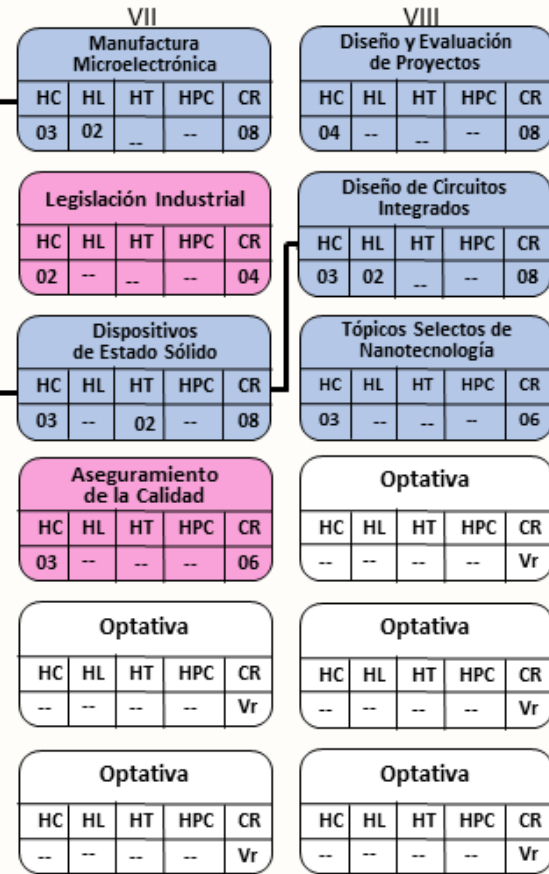 VII
Manufactura
Microelectrónica
HC HL HT HPC CR
03 02 -- -- 08
Legislación Industrial
HC HL HT HPC CR
02 -- -- -- 04
Dispositivos
de Estado Sólido
HC HL HT HPC CR
03 -- 02 -- 08
Aseguramiento
de la Calidad
HC HL HT HPC CR
03 -- -- -- 06
Optativa
HC HL HT HPC CR
-- -- -- -- Vr
Optativa
HC HL HT HPC CR
-- -- -- -- Vr
VIII
Diseño y Evaluación
de Proyectos
HC HL HT HPC CR
04 -- -- -- 08
Diseño de Circuitos
Integrados
HC HL HT HPC CR
03 02 -- -- 08
Tópicos Selectos de
Nanotecnología
HC HL HT HPC CR
03 -- -- -- 06
Optativa
HC HL HT HPC CR
-- -- -- -- Vr
Optativa
HC HL HT HPC CR
-- -- -- -- Vr
Optativa
HC HL HT HPC CR
-- -- -- -- Vr